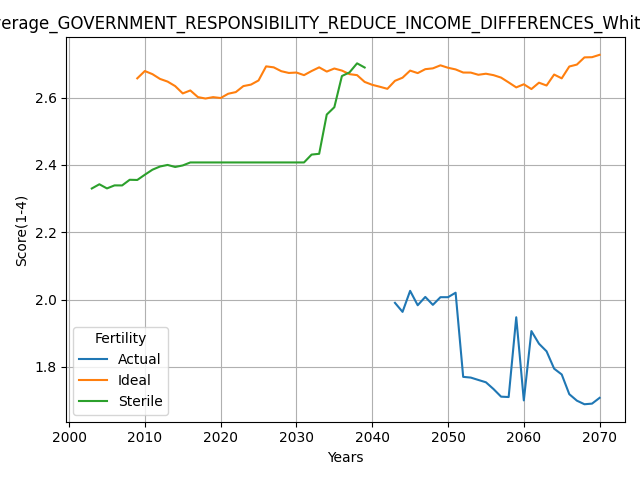 verage_GOVERNMENT_RESPONSIBILITY_REDUCE_INCOME_DIFFERENCES_Whit
Score(1-4)
2.6
2.4
2.2
2.0
1.8
Fertility
Actual
Ideal
Sterile
2000 2010 2020 2030 2040 2050 2060 2070
Years